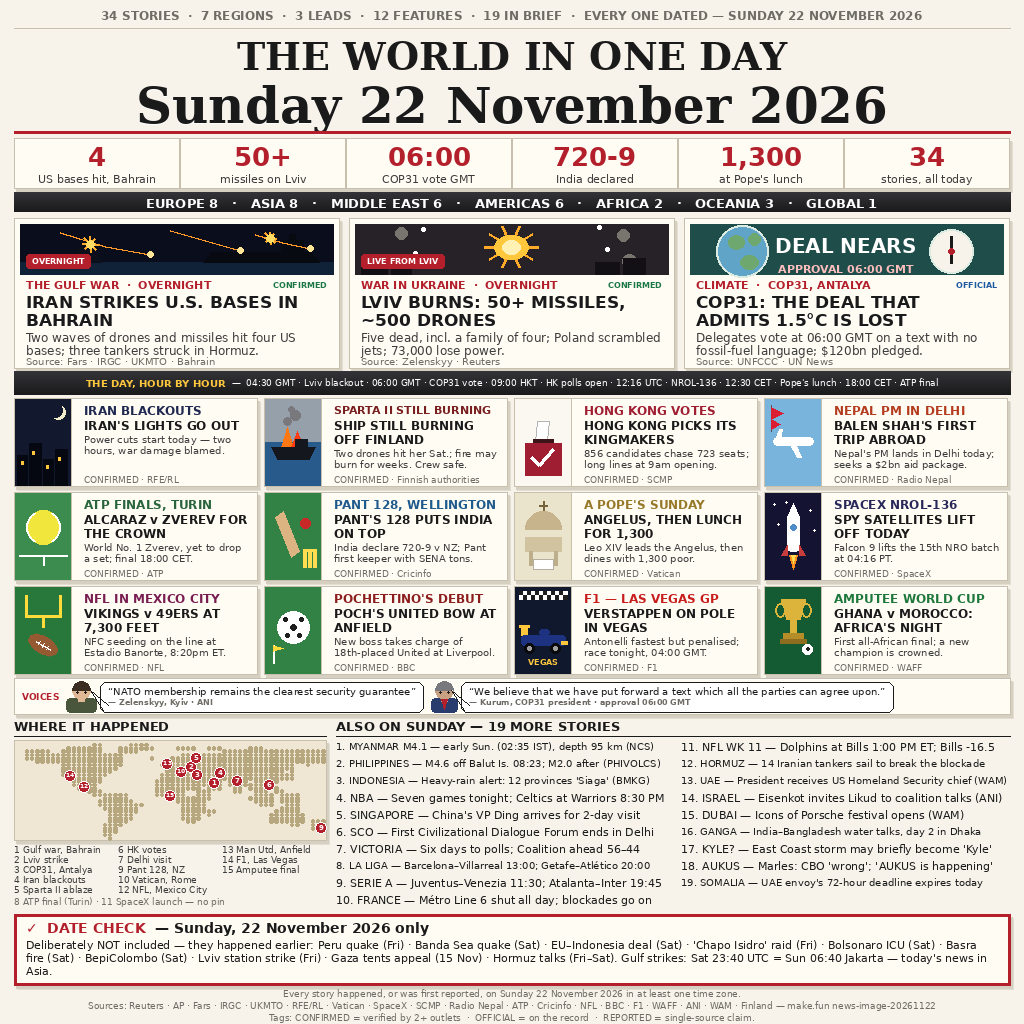 34 STORIES · 7 REGIONS · 3 LEADS · 12 FEATURES · 19 IN BRIEF · EVERY ONE DATED — SUNDAY 22 NOVEMBER 2026
THE WORLD IN ONE DAY
Sunday 22 November 2026
4
US bases hit, Bahrain
50+
missiles on Lviv
06:00
COP31 vote GMT
720-9
India declared
1,300
at Pope's lunch
34
stories, all today
EUROPE 8 · ASIA 8 · MIDDLE EAST 6 · AMERICAS 6 · AFRICA 2 · OCEANIA 3 · GLOBAL 1
OVERNIGHT
THE GULF WAR · OVERNIGHT
CONFIRMED
IRAN STRIKES U.S. BASES IN
BAHRAIN
Two waves of drones and missiles hit four US
bases; three tankers struck in Hormuz.
Source: Fars · IRGC · UKMTO · Bahrain
LIVE FROM LVIV
WAR IN UKRAINE · OVERNIGHT
CONFIRMED
LVIV BURNS: 50+ MISSILES,
~500 DRONES
Five dead, incl. a family of four; Poland scrambled
jets; 73,000 lose power.
Source: Zelenskyy · Reuters
DEAL NEARS
APPROVAL 06:00 GMT
CLIMATE · COP31, ANTALYA
OFFICIAL
COP31: THE DEAL THAT
ADMITS 1.5°C IS LOST
Delegates vote at 06:00 GMT on a text with no
fossil-fuel language; $120bn pledged.
Source: UNFCCC · UN News
THE DAY, HOUR BY HOUR — 04:30 GMT · Lviv blackout · 06:00 GMT · COP31 vote · 09:00 HKT · HK polls open · 12:16 UTC · NROL-136 · 12:30 CET · Pope's lunch · 18:00 CET · ATP final
IRAN BLACKOUTS
IRAN'S LIGHTS GO OUT
Power cuts start today — two
hours, war damage blamed.
CONFIRMED · RFE/RL
SPARTA II STILL BURNING
SHIP STILL BURNING
OFF FINLAND
Two drones hit her Sat.; fire may
burn for weeks. Crew safe.
CONFIRMED · Finnish authorities
HONG KONG VOTES
HONG KONG PICKS ITS
KINGMAKERS
856 candidates chase 723 seats;
long lines at 9am opening.
CONFIRMED · SCMP
NEPAL PM IN DELHI
BALEN SHAH'S FIRST
TRIP ABROAD
Nepal's PM lands in Delhi today;
seeks a $2bn aid package.
CONFIRMED · Radio Nepal
ATP FINALS, TURIN
ALCARAZ v ZVEREV FOR
THE CROWN
World No. 1 Zverev, yet to drop
a set; final 18:00 CET.
CONFIRMED · ATP
PANT 128, WELLINGTON
PANT'S 128 PUTS INDIA
ON TOP
India declare 720-9 v NZ; Pant
first keeper with SENA tons.
CONFIRMED · Cricinfo
A POPE'S SUNDAY
ANGELUS, THEN LUNCH
FOR 1,300
Leo XIV leads the Angelus, then
dines with 1,300 poor.
CONFIRMED · Vatican
SPACEX NROL-136
SPY SATELLITES LIFT
OFF TODAY
Falcon 9 lifts the 15th NRO batch
at 04:16 PT.
CONFIRMED · SpaceX
NFL IN MEXICO CITY
VIKINGS v 49ERS AT
7,300 FEET
NFC seeding on the line at
Estadio Banorte, 8:20pm ET.
CONFIRMED · NFL
POCHETTINO'S DEBUT
POCH'S UNITED BOW AT
ANFIELD
New boss takes charge of
18th-placed United at Liverpool.
CONFIRMED · BBC
VEGAS
F1 — LAS VEGAS GP
VERSTAPPEN ON POLE
IN VEGAS
Antonelli fastest but penalised;
race tonight, 04:00 GMT.
CONFIRMED · F1
AMPUTEE WORLD CUP
GHANA v MOROCCO:
AFRICA'S NIGHT
First all-African final; a new
champion is crowned.
CONFIRMED · WAFF
VOICES
“NATO membership remains the clearest security guarantee”
— Zelenskyy, Kyiv · ANI
“We believe that we have put forward a text which all the parties can agree upon.”
— Kurum, COP31 president · approval 06:00 GMT
WHERE IT HAPPENED
1 Gulf war, Bahrain
2 Lviv strike
3 COP31, Antalya
4 Iran blackouts
5 Sparta II ablaze
6 HK votes
7 Delhi visit
9 Pant 128, NZ
10 Vatican, Rome
12 NFL, Mexico City
13 Man Utd, Anfield
14 F1, Las Vegas
15 Amputee final
8 ATP final (Turin) · 11 SpaceX launch — no pin
ALSO ON SUNDAY — 19 MORE STORIES
1. MYANMAR M4.1 — early Sun. (02:35 IST), depth 95 km (NCS)
2. PHILIPPINES — M4.6 off Balut Is. 08:23; M2.0 after (PHIVOLCS)
3. INDONESIA — Heavy-rain alert: 12 provinces 'Siaga' (BMKG)
4. NBA — Seven games tonight; Celtics at Warriors 8:30 PM
5. SINGAPORE — China's VP Ding arrives for 2-day visit
6. SCO — First Civilizational Dialogue Forum ends in Delhi
7. VICTORIA — Six days to polls; Coalition ahead 56–44
8. LA LIGA — Barcelona–Villarreal 13:00; Getafe–Atlético 20:00
9. SERIE A — Juventus–Venezia 11:30; Atalanta–Inter 19:45
10. FRANCE — Métro Line 6 shut all day; blockades go on
11. NFL WK 11 — Dolphins at Bills 1:00 PM ET; Bills -16.5
12. HORMUZ — 14 Iranian tankers sail to break the blockade
13. UAE — President receives US Homeland Security chief (WAM)
14. ISRAEL — Eisenkot invites Likud to coalition talks (ANI)
15. DUBAI — Icons of Porsche festival opens (WAM)
16. GANGA — India–Bangladesh water talks, day 2 in Dhaka
17. KYLE? — East Coast storm may briefly become 'Kyle'
18. AUKUS — Marles: CBO 'wrong'; 'AUKUS is happening'
19. SOMALIA — UAE envoy's 72-hour deadline expires today
✓ DATE CHECK — Sunday, 22 November 2026 only
Deliberately NOT included — they happened earlier: Peru quake (Fri) · Banda Sea quake (Sat) · EU–Indonesia deal (Sat) · 'Chapo Isidro' raid (Fri) · Bolsonaro ICU (Sat) · Basra
fire (Sat) · BepiColombo (Sat) · Lviv station strike (Fri) · Gaza tents appeal (15 Nov) · Hormuz talks (Fri–Sat). Gulf strikes: Sat 23:40 UTC = Sun 06:40 Jakarta — today's news in
Asia.
Every story happened, or was first reported, on Sunday 22 November 2026 in at least one time zone.
Sources: Reuters · AP · Fars · IRGC · UKMTO · RFE/RL · Vatican · SpaceX · SCMP · Radio Nepal · ATP · Cricinfo · NFL · BBC · F1 · WAFF · ANI · WAM · Finland — make.fun news-image-20261122
Tags: CONFIRMED = verified by 2+ outlets · OFFICIAL = on the record · REPORTED = single-source claim.